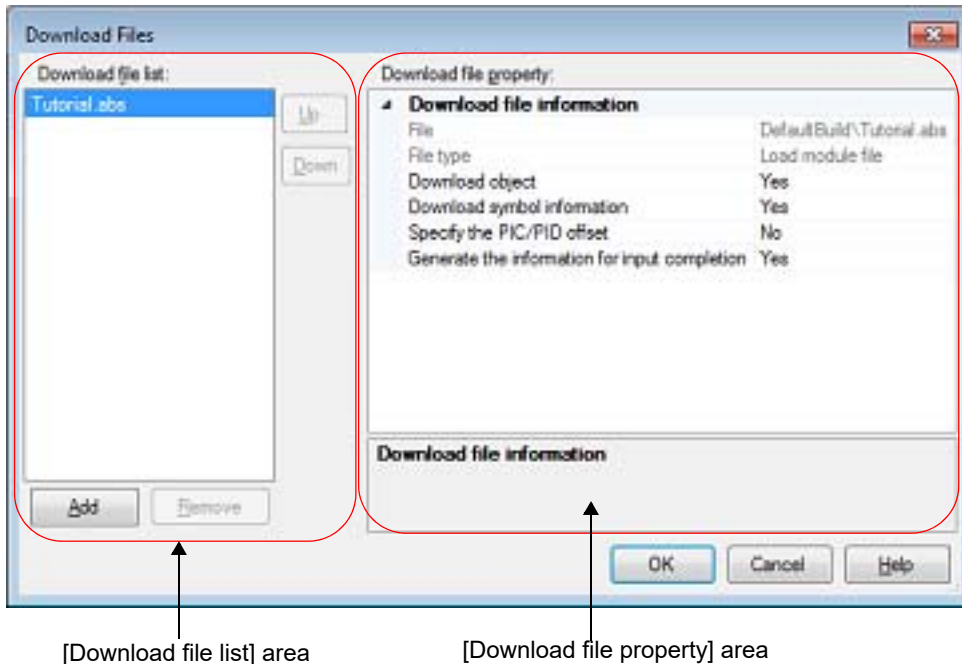 Download Files
Download file list:
Tutorial.abs
Up
Down
Add
Remove
Download file property:
Download file information
File DefaultBuild\Tutorial.abs
File type Load module file
Download object Yes
Download symbol information Yes
Specify the PIC/PID offset No
Generate the information for input completion Yes
Download file information
OK
Cancel
Help
[Download file list] area
[Download file property] area